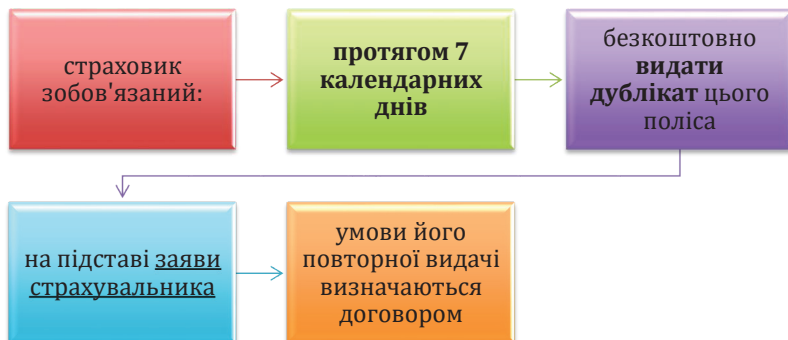 страховик
зобов'язаний:
протягом 7
календарних
днів
безкоштовно
видати
дублікат цього
поліса
на підставі заяви
страхувальника
умови його
повторної видачі
визначаються
договором